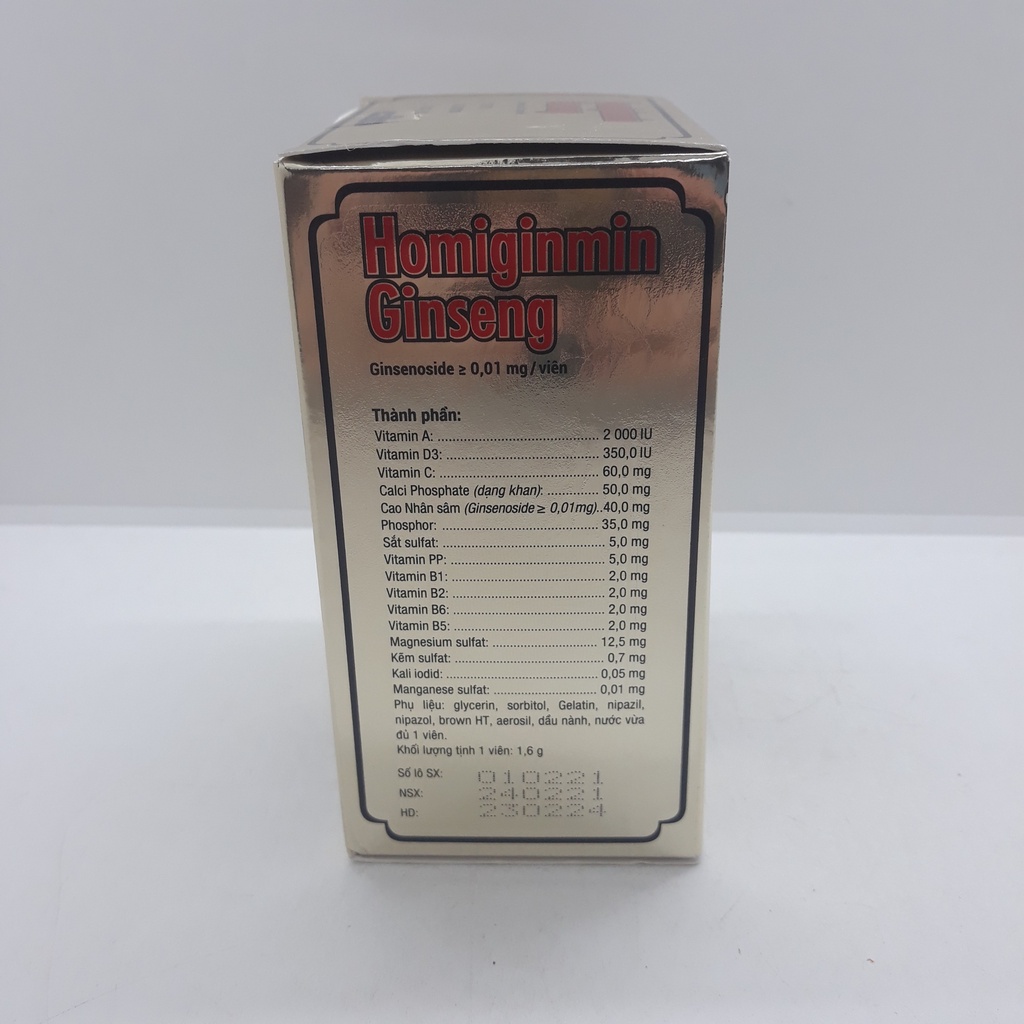 Homiginmin
Ginseng
Ginsenoside ≥ 0,01 mg/viên
Thành phần:
Vitamin A: ............................................ 2 000 IU
Vitamin D3: .......................................... 350,0 IU
Vitamin C: ............................................ 60,0 mg
Calci Phosphate (dạng khan): .............. 50,0 mg
Cao Nhân sâm (Ginsenoside ≥ 0,01mg)..40,0 mg
Phosphor: ............................................ 35,0 mg
Sắt sulfat: ............................................. 5,0 mg
Vitamin PP: ........................................... 5,0 mg
Vitamin B1: ........................................... 2,0 mg
Vitamin B2: ........................................... 2,0 mg
Vitamin B6: ........................................... 2,0 mg
Vitamin B5: ........................................... 2,0 mg
Magnesium sulfat: ............................. 12,5 mg
Kẽm sulfat: ........................................... 0,7 mg
Kali iodid: ............................................ 0,05 mg
Manganese sulfat: .............................. 0,01 mg
Phụ liệu: glycerin, sorbitol, Gelatin, nipazil,
nipazol, brown HT, aerosil, dầu nành, nước vừa
đủ 1 viên.
Khối lượng tịnh 1 viên: 1,6 g
Số lô SX: 010221
NSX: 240221
HD: 230224